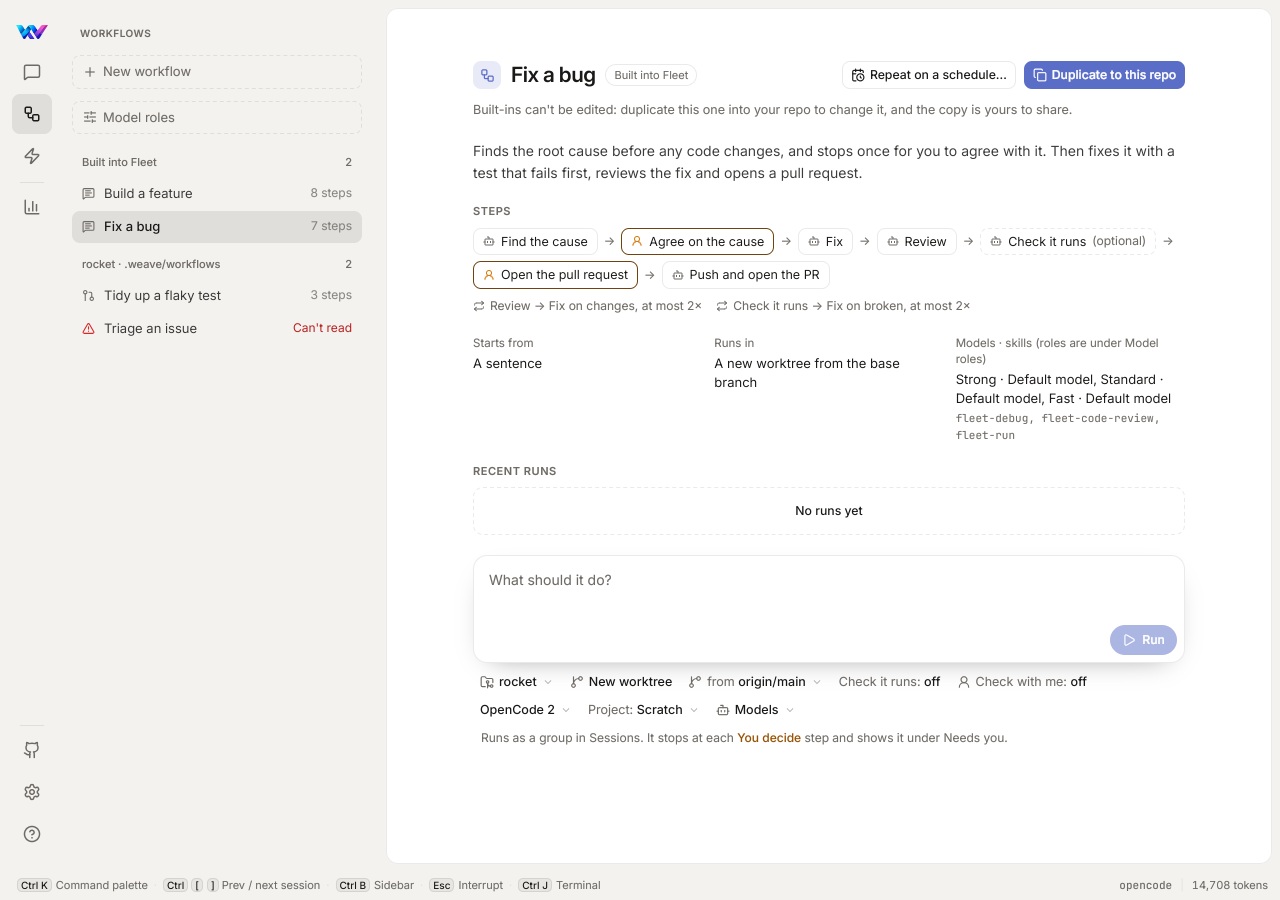 WORKFLOWS
New workflow
Model roles
Built into Fleet 2
Build a feature 8 steps
Fix a bug 7 steps
rocket · .weave/workflows 2
Tidy up a flaky test 3 steps
Triage an issue Can't read
Fix a bug Built into Fleet Repeat on a schedule... Duplicate to this repo
Built-ins can't be edited: duplicate this one into your repo to change it, and the copy is yours to share.
Finds the root cause before any code changes, and stops once for you to agree with it. Then fixes it with a
test that fails first, reviews the fix and opens a pull request.
STEPS
Find the cause → Agree on the cause → Fix → Review → Check it runs (optional) →
Open the pull request → Push and open the PR
Review → Fix on changes, at most 2× Check it runs → Fix on broken, at most 2×
Starts from
A sentence
Runs in
A new worktree from the base
branch
Models · skills (roles are under Model
roles)
Strong · Default model, Standard ·
Default model, Fast · Default model
fleet-debug, fleet-code-review,
fleet-run
RECENT RUNS
No runs yet
What should it do?
Run
rocket New worktree from origin/main Check it runs: off Check with me: off
OpenCode 2 Project: Scratch Models
Runs as a group in Sessions. It stops at each You decide step and shows it under Needs you.
Ctrl K Command palette Ctrl [ ] Prev / next session Ctrl B Sidebar Esc Interrupt Ctrl J Terminal opencode 14,708 tokens